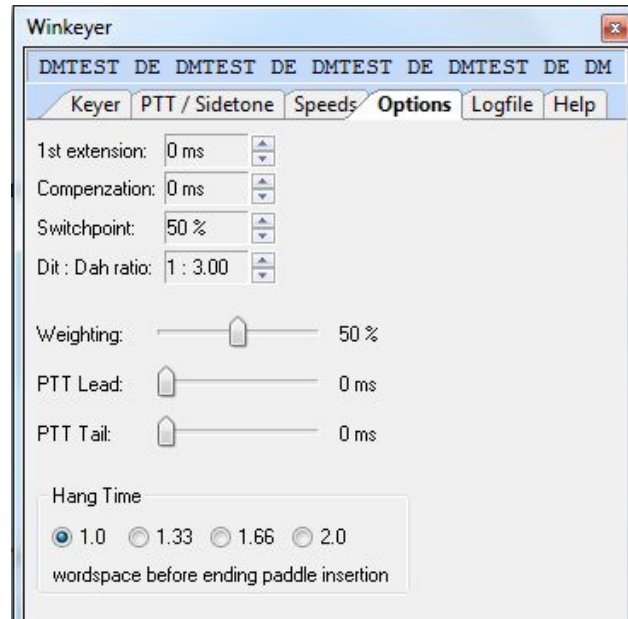 Winkeyer
DMTEST DE DMTEST DE DMTEST DE DMTEST DE DM
Keyer PTT / Sidetone Speeds Options Logfile Help
1st extension: 0 ms
Compenzation: 0 ms
Switchpoint: 50 %
Dit : Dah ratio: 1 : 3.00
Weighting: 50 %
PTT Lead: 0 ms
PTT Tail: 0 ms
Hang Time
1.0 1.33 1.66 2.0
wordspace before ending paddle insertion